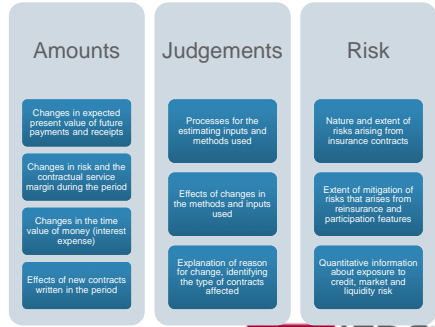 Amounts
Changes in expected
present value of future
payments and receipts
Changes in risk and the
contractual service
margin during the period
Changes in the time
value of money (interest
expense)
Effects of new contracts
written in the period
Judgements
Processes for the
estimating inputs and
methods used
Effects of changes in
the methods and inputs
used
Explanation of reason
for change, identifying
the type of contracts
affected
Risk
Nature and extent of
risks arising from
insurance contracts
Extent of mitigation of
risks that arises from
reinsurance and
participation features
Quantitative information
about exposure to
credit, market and
liquidity risk